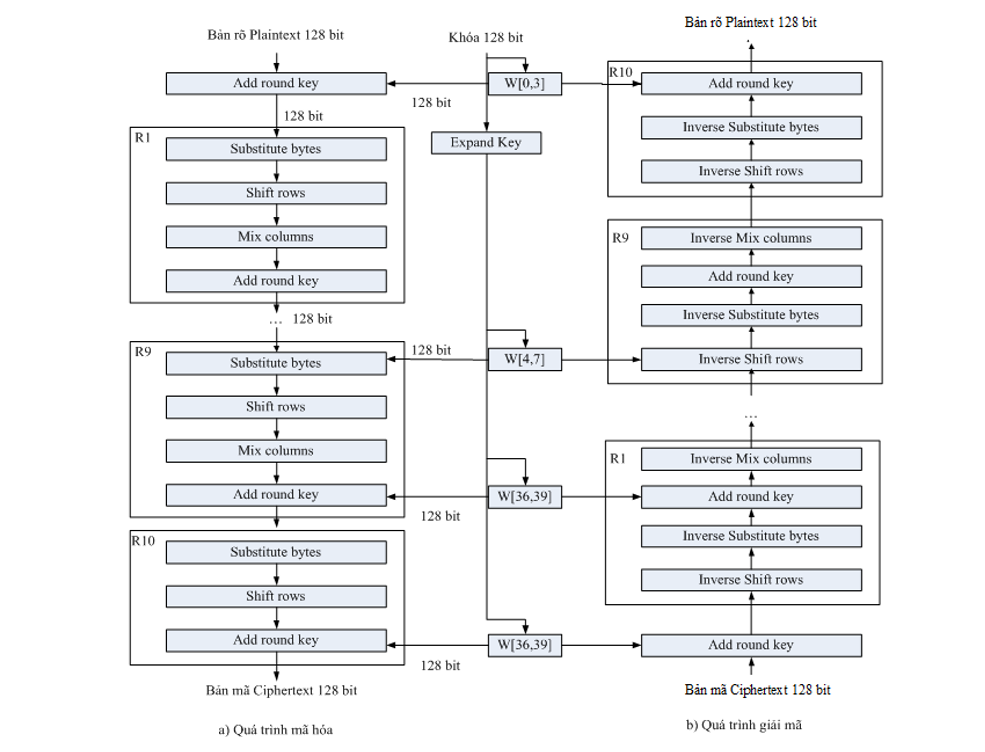 Bản rõ Plaintext 128 bit
Add round key
128 bit
R1
Substitute bytes
Shift rows
Mix columns
Add round key
... 128 bit
R9
Substitute bytes
Shift rows
Mix columns
Add round key
R10
Substitute bytes
Shift rows
Add round key
Bản mã Ciphertext 128 bit
a) Quá trình mã hóa
Khóa 128 bit
W[0,3]
128 bit
Expand Key
128 bit
W[4,7]
W[36,39]
128 bit
W[36,39]
128 bit
Bản rõ Plaintext 128 bit
R10
Add round key
Inverse Substitute bytes
Inverse Shift rows
R9
Inverse Mix columns
Add round key
Inverse Substitute bytes
Inverse Shift rows
...
R1
Inverse Mix columns
Add round key
Inverse Substitute bytes
Inverse Shift rows
Add round key
Bản mã Ciphertext 128 bit
b) Quá trình giải mã